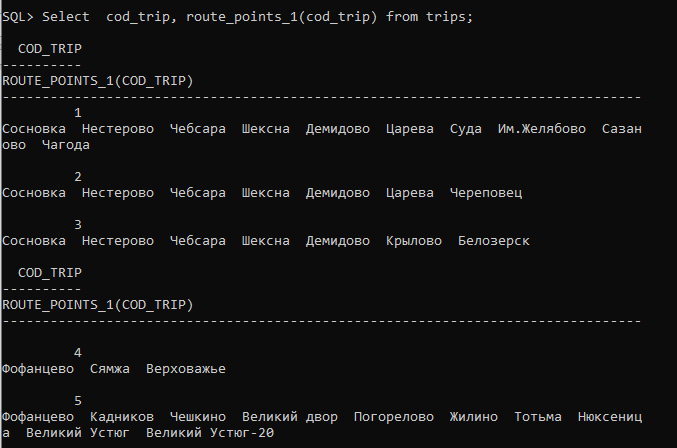 SQL> Select  cod_trip, route_points_1(cod_trip) from trips;
COD_TRIP
----------
ROUTE_POINTS_1(COD_TRIP)
--------------------------------------------------------------------------------
1
Сосновка  Нестерово  Чебсара  Шексна  Демидово  Царева  Суда  Им.Желябово  Сазан
ово  Чагода
2
Сосновка  Нестерово  Чебсара  Шексна  Демидово  Царева  Череповец
3
Сосновка  Нестерово  Чебсара  Шексна  Демидово  Крылово  Белозерск
COD_TRIP
----------
ROUTE_POINTS_1(COD_TRIP)
--------------------------------------------------------------------------------
4
Фофанцево  Сямжа  Верховажье
5
Фофанцево  Кадников  Чешкино  Великий двор  Погорелово  Жилино  Тотьма  Нюксениц
а  Великий Устюг  Великий Устюг-20